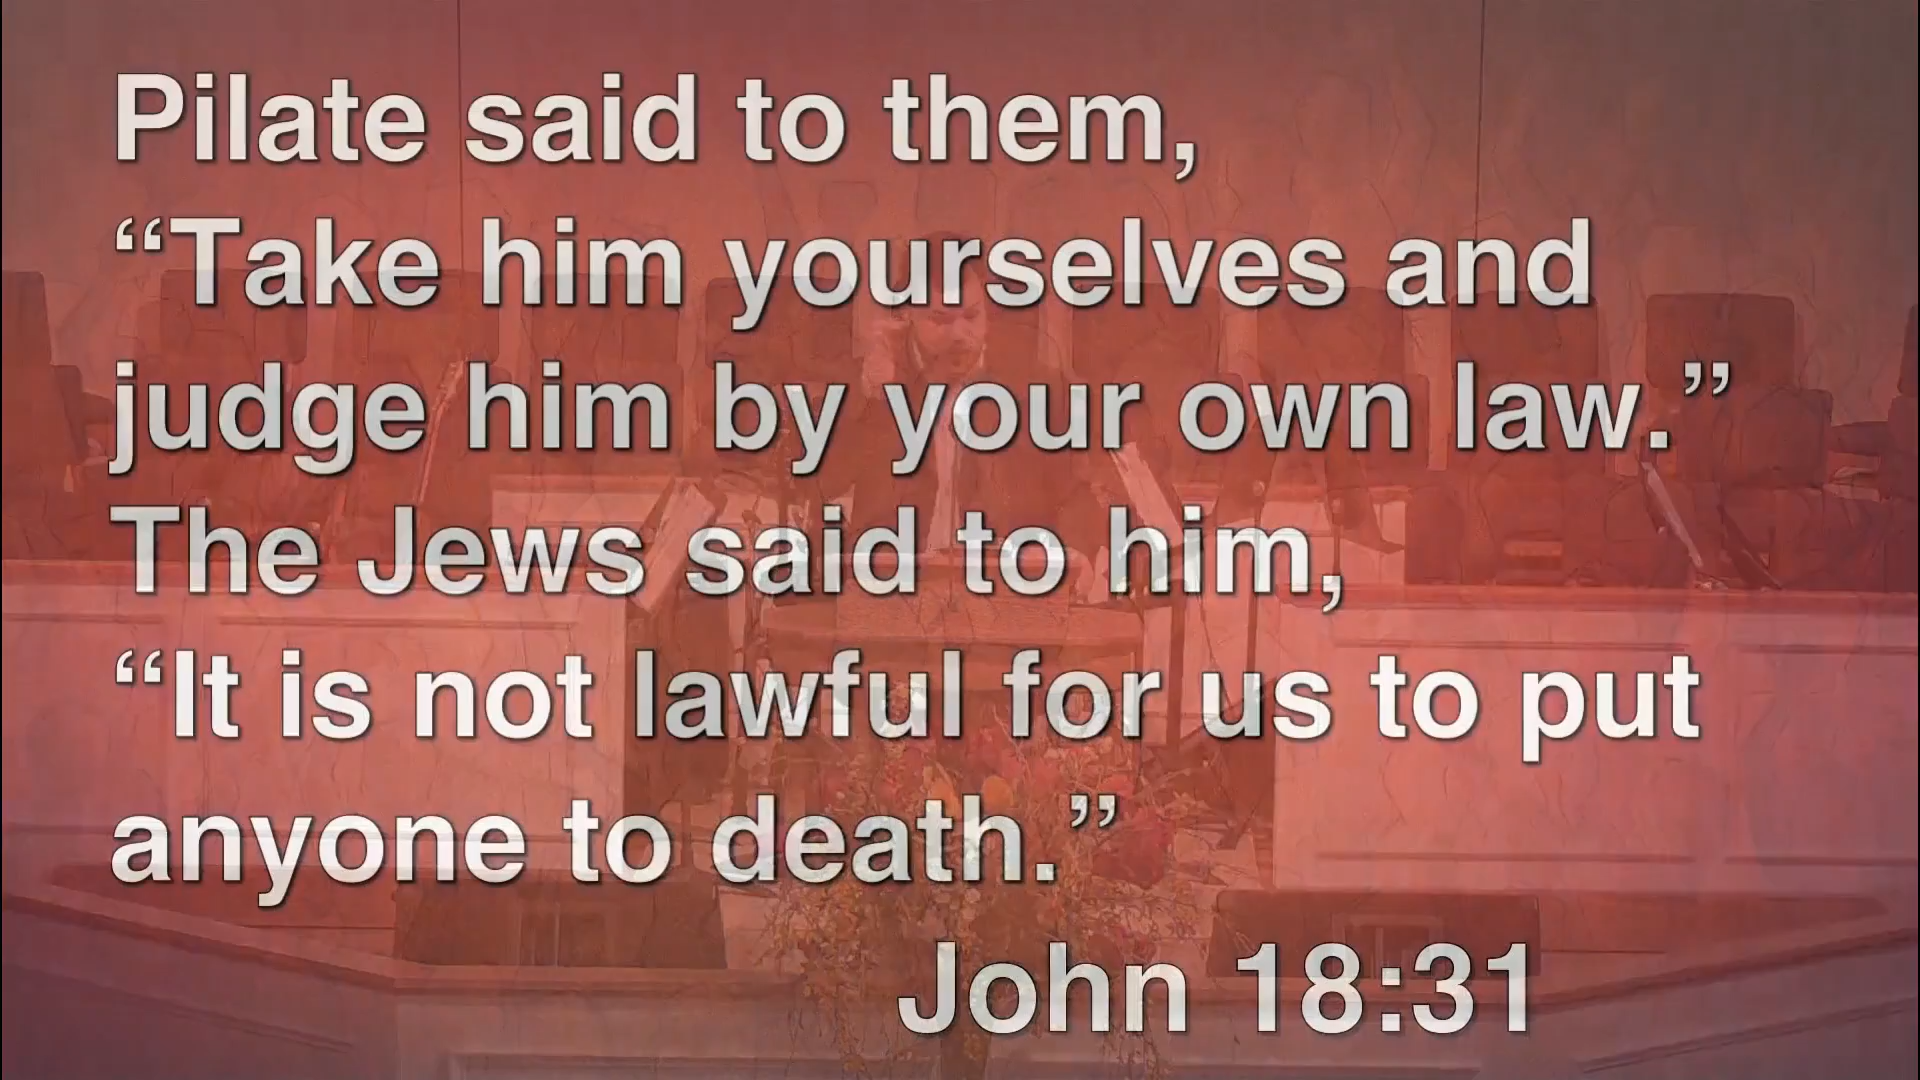 Pilate said to them,
“Take him yourselves and
judge him by your own law.”
The Jews said to him,
“It is not lawful for us to put
anyone to death.”
John 18:31